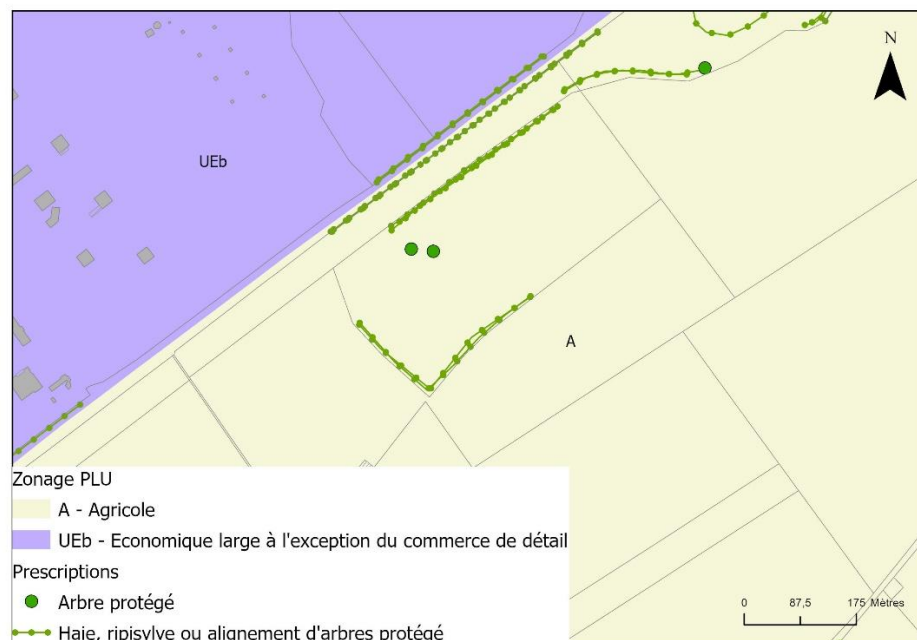 N
UEb
A
Zonage PLU
A - Agricole
UEb - Economique large à l'exception du commerce de détail
Prescriptions
Arbre protégé
Haie, ripisylve ou alignement d'arbres protégé
0 87,5 175 Mètres